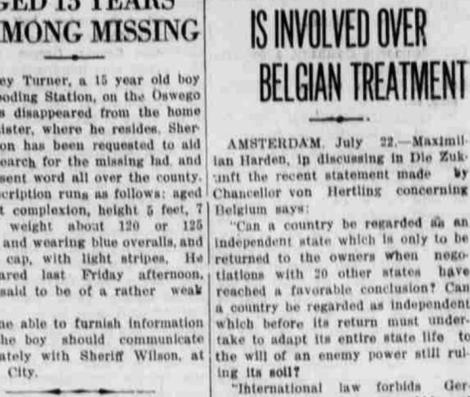 GED 15 YEARS
MONG MISSING
ey Turner, a 15 year old boy
ooding Station, on the Oswego
s disappeared from the home
ister, where he resides. Sher-
on has been requested to aid
earch for the missing lad, and
sent word all over the county.
cription runs as follows: aged
t complexion, height 5 feet, 7
weight about 120 or 125
and wearing blue overalls, and
cap, with light stripes. He
ared last Friday afternoon,
said to be of a rather weak
ne able to furnish information
he boy should communicate
ately with Sheriff Wilson, at
City.
IS INVOLVED OVER
BELGIAN TREATMENT
AMSTERDAM, July 22.—Maximil-
ian Harden, in discussing in Die Zuk-
unft the recent statement made by
Chancellor von Hertling concerning
Belgium says:
"Can a country be regarded as an
independent state which is only to be
returned to the owners when nego-
tiations with 20 other states have
reached a favorable conclusion? Can
a country be regarded as independent
which before its return must under-
take to adapt its entire state life to
the will of an enemy power still rul-
ing its soil?
"International law forbids Ger-